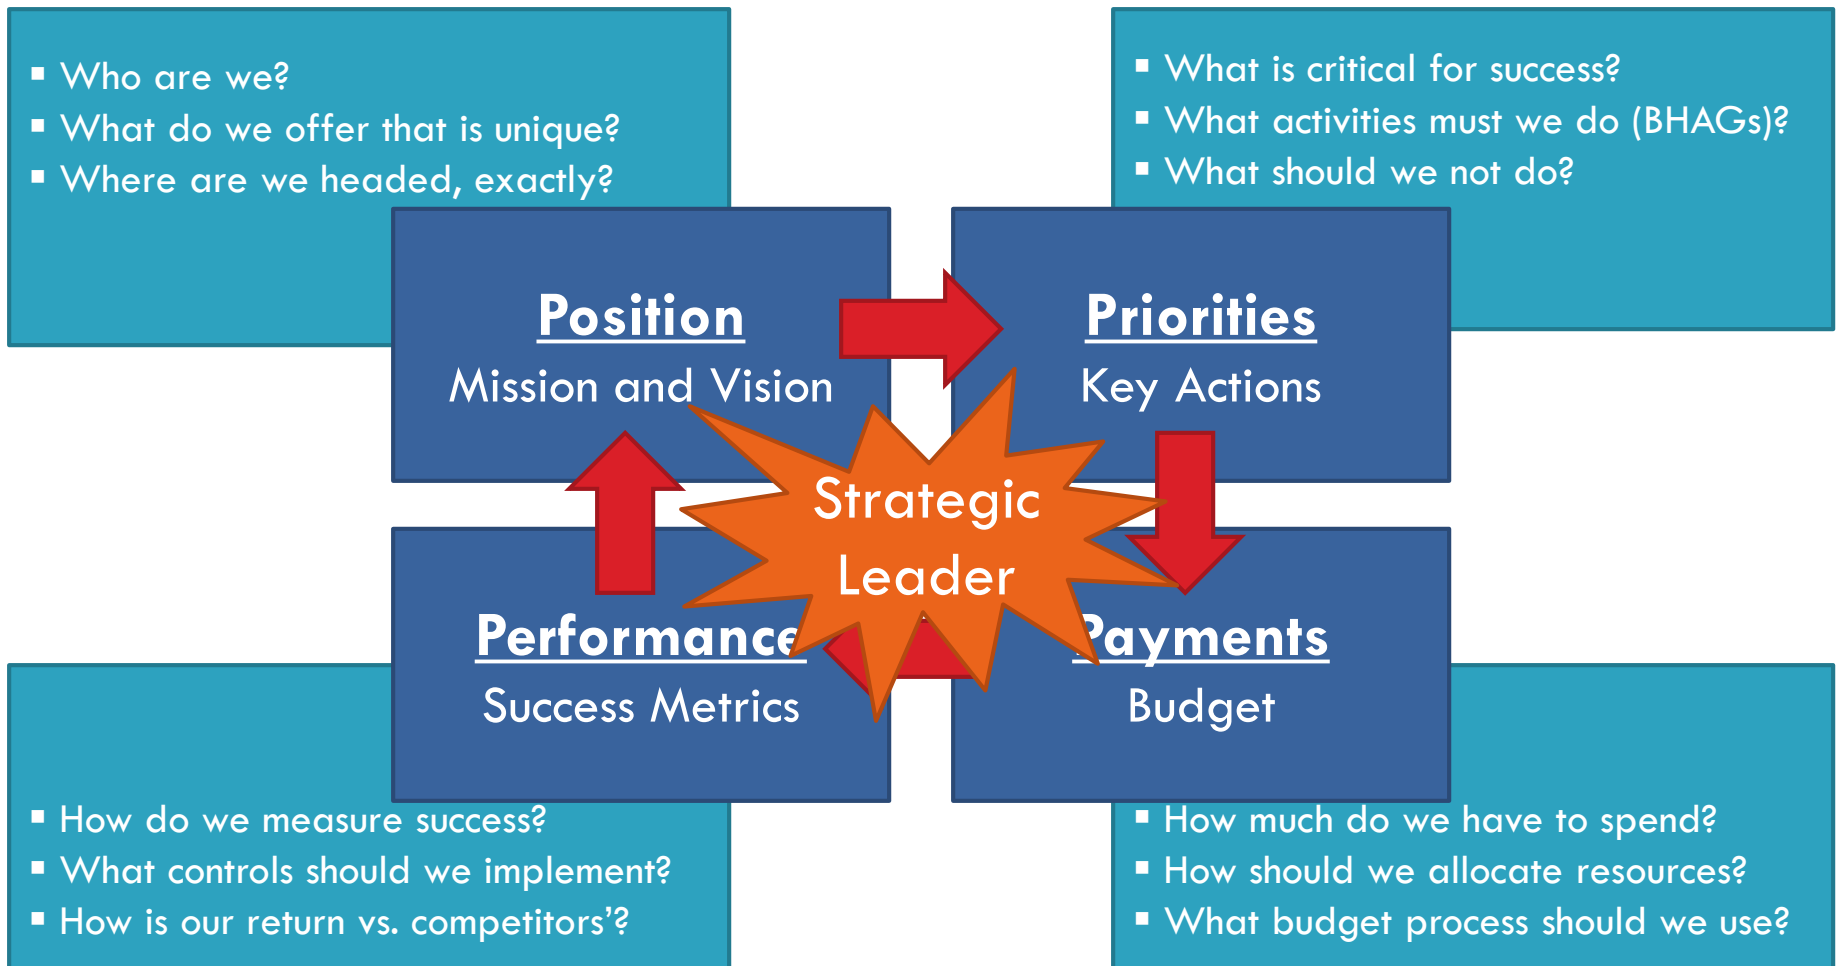 ▪ Who are we?
▪ What do we offer that is unique?
▪ Where are we headed, exactly?
▪ What is critical for success?
▪ What activities must we do (BHAGs)?
▪ What should we not do?
Position
Mission and Vision
Priorities
Key Actions
Strategic
Leader
Performance
Success Metrics
Payments
Budget
▪ How do we measure success?
▪ What controls should we implement?
▪ How is our return vs. competitors’?
▪ How much do we have to spend?
▪ How should we allocate resources?
▪ What budget process should we use?